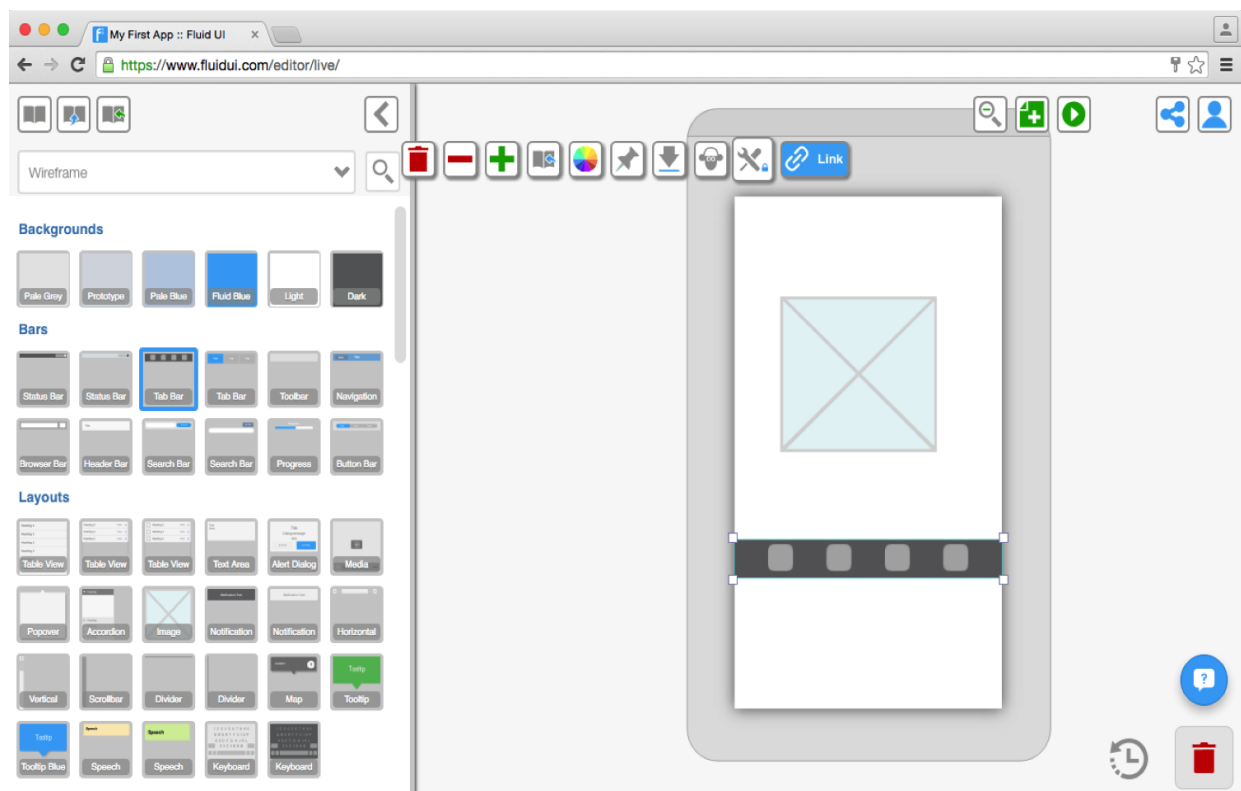 My First App :: Fluid UI
https://www.fluidui.com/editor/live/
Link
Wireframe
Backgrounds
Pale Grey Prototype Pale Blue Fluid Blue Light Dark
Bars
Status Bar Status Bar Tab Bar Tab Bar Toolbar Navigation
Browser Bar Header Bar Search Bar Search Bar Progress Button Bar
Layouts
Table View Table View Table View Text Area Alert Dialog Media
Popover Accordion Image Notification Notification Horizontal
Tooltip
Vertical Scrollbar Divider Divider Map Tooltip
Tooltip Speech Speech
Tooltip Blue Speech Speech Keyboard Keyboard